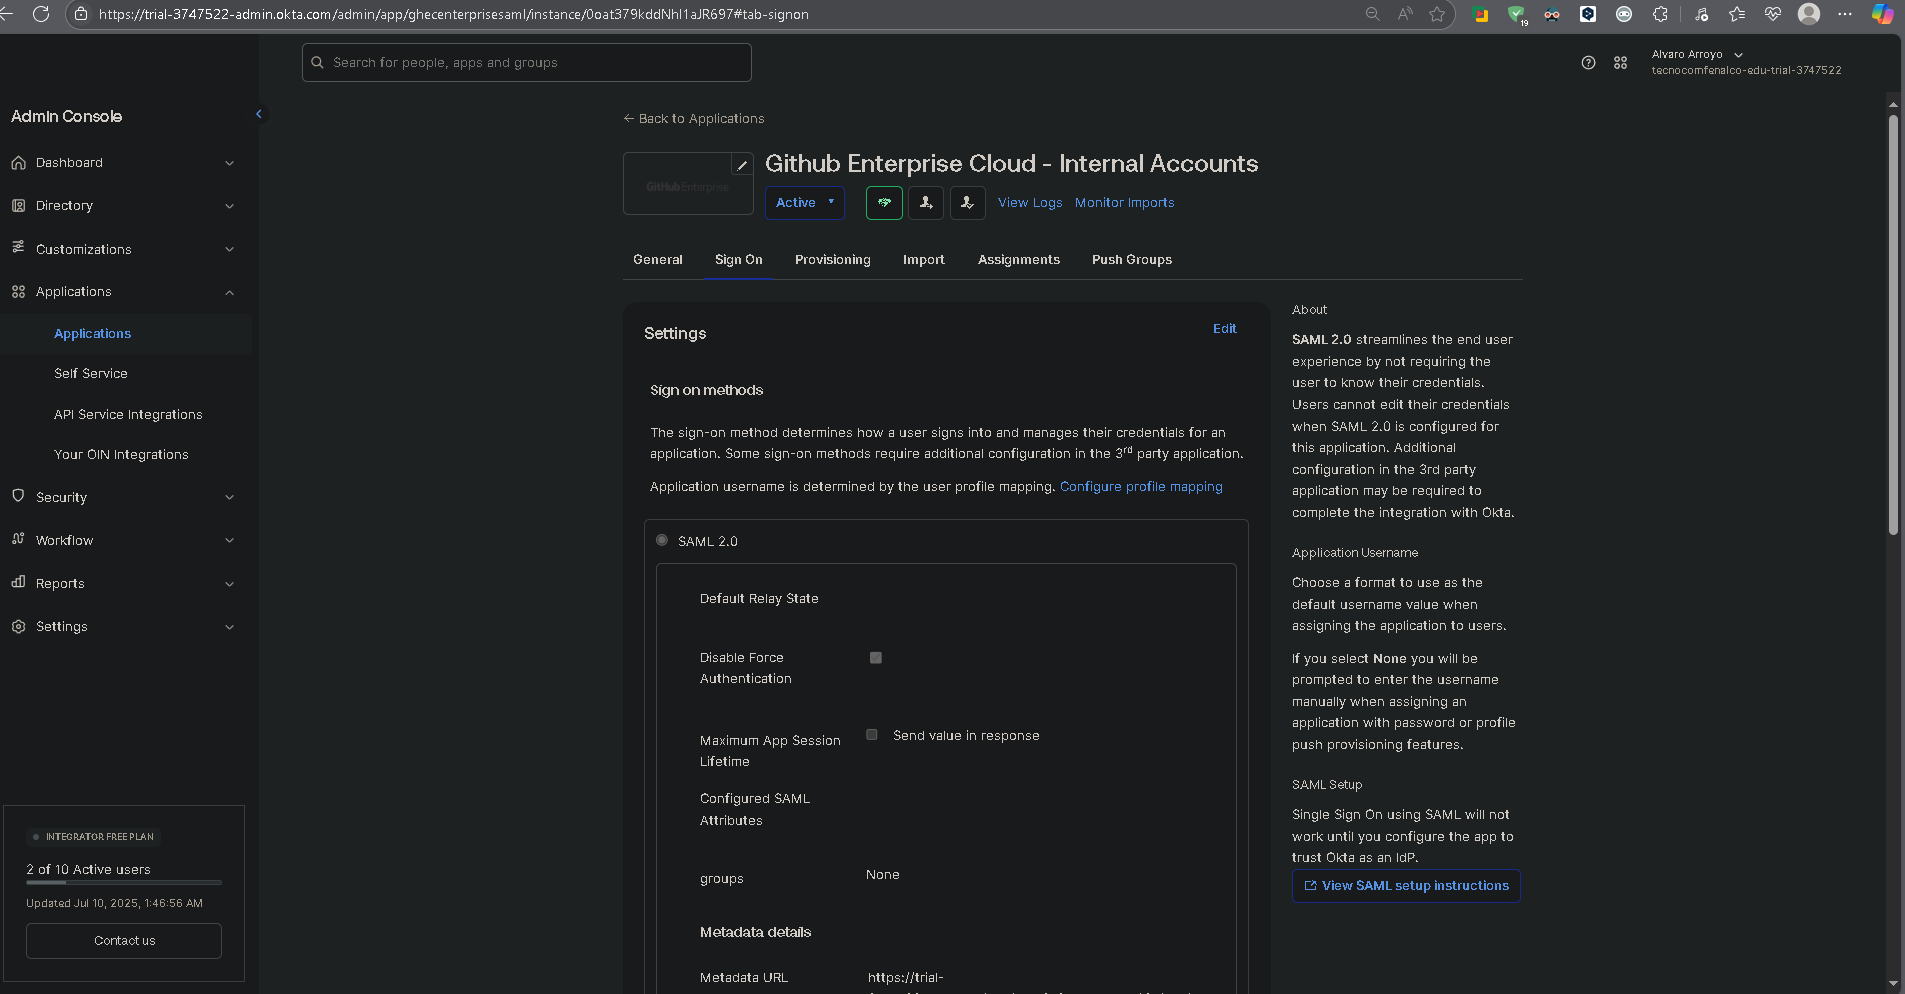 https://trial-3747522-admin.okta.com/admin/app/ghecenterprisesaml/instance/0oat379kddNhI1aJR697#tab-signon
19
Search for people, apps and groups
Alvaro Arroyo
tecnocomfenalco-edu-trial-3747522
Admin Console
Dashboard
Directory
Customizations
Applications
Applications
Self Service
API Service Integrations
Your OIN Integrations
Security
Workflow
Reports
Settings
INTEGRATOR FREE PLAN
2 of 10 Active users
Updated Jul 10, 2025, 1:46:56 AM
Contact us
← Back to Applications
GitHub Enterprise
Github Enterprise Cloud - Internal Accounts
Active
View Logs
Monitor Imports
General
Sign On
Provisioning
Import
Assignments
Push Groups
Settings
Edit
Sign on methods
The sign-on method determines how a user signs into and manages their credentials for an
application. Some sign-on methods require additional configuration in the 3rd party application.
Application username is determined by the user profile mapping. Configure profile mapping
SAML 2.0
Default Relay State
Disable Force
Authentication
Maximum App Session
Lifetime
Send value in response
Configured SAML
Attributes
groups
None
Metadata details
Metadata URL
https://trial-
About
SAML 2.0 streamlines the end user
experience by not requiring the
user to know their credentials.
Users cannot edit their credentials
when SAML 2.0 is configured for
this application. Additional
configuration in the 3rd party
application may be required to
complete the integration with Okta.
Application Username
Choose a format to use as the
default username value when
assigning the application to users.
If you select None you will be
prompted to enter the username
manually when assigning an
application with password or profile
push provisioning features.
SAML Setup
Single Sign On using SAML will not
work until you configure the app to
trust Okta as an IdP.
View SAML setup instructions